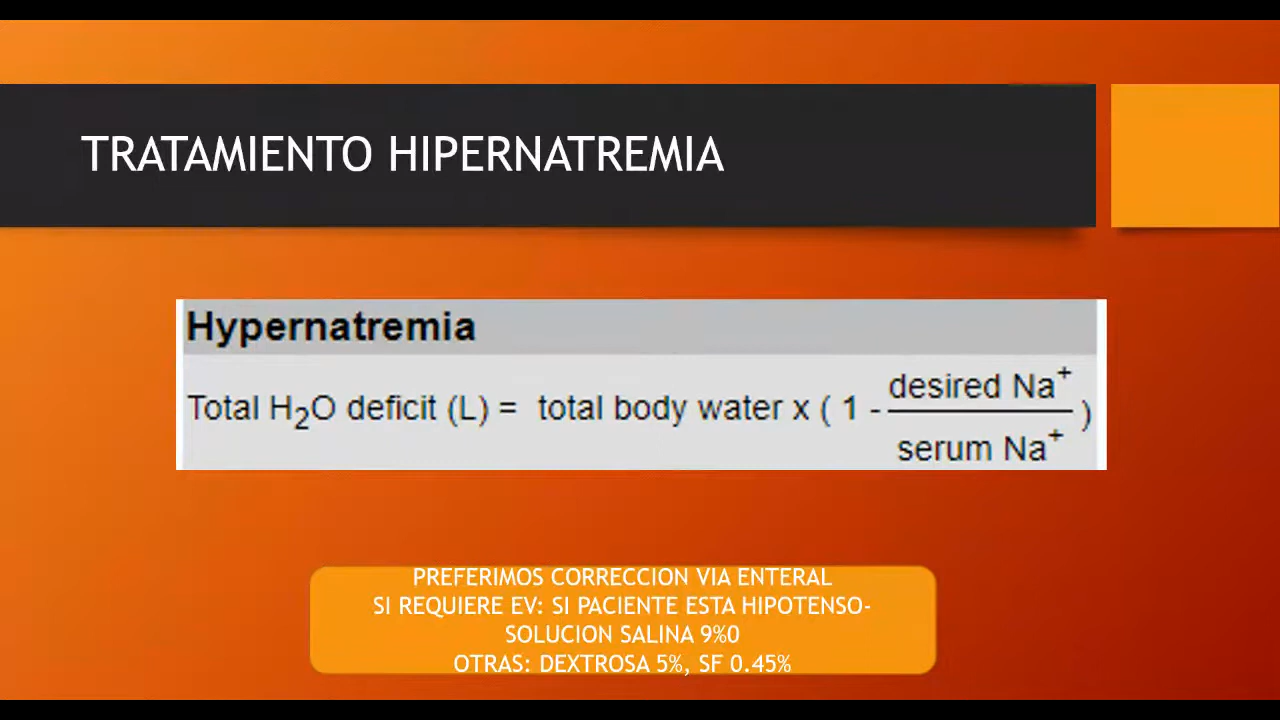 TRATAMIENTO HIPERNATREMIA
Hypernatremia
Total H₂O deficit (L) = total body water x ( 1 - desired Na⁺ / serum Na⁺ )
PREFERIMOS CORRECCION VIA ENTERAL
SI REQUIERE EV: SI PACIENTE ESTA HIPOTENSO-
SOLUCION SALINA 9%0
OTRAS: DEXTROSA 5%, SF 0.45%